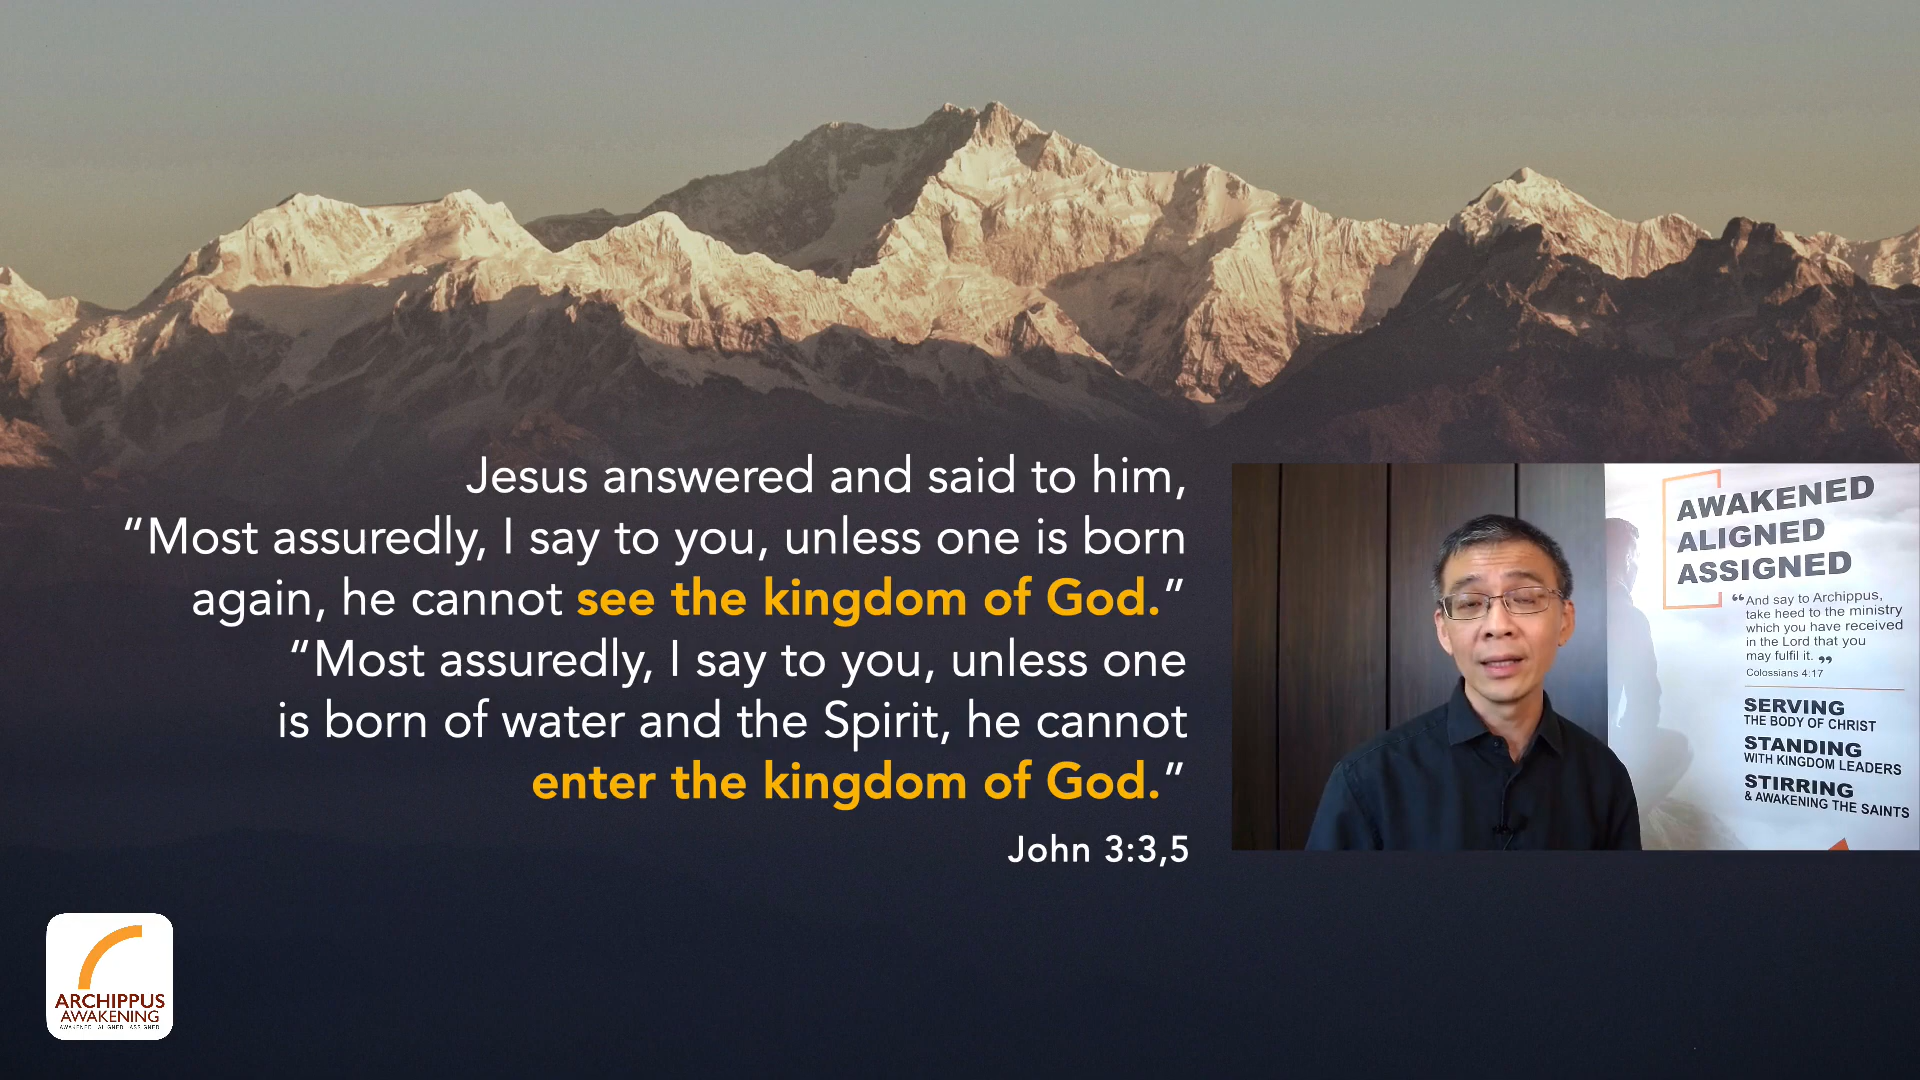 Jesus answered and said to him,
“Most assuredly, I say to you, unless one is born
again, he cannot see the kingdom of God.”
“Most assuredly, I say to you, unless one
is born of water and the Spirit, he cannot
enter the kingdom of God.”
John 3:3,5
AWAKENED
ALIGNED
ASSIGNED
“And say to Archippus,
take heed to the ministry
which you have received
in the Lord that you
may fulfil it.”
Colossians 4:17
SERVING
THE BODY OF CHRIST
STANDING
WITH KINGDOM LEADERS
STIRRING
& AWAKENING THE SAINTS
ARCHIPPUS
AWAKENING
AWAKENED ALIGNED ASSIGNED